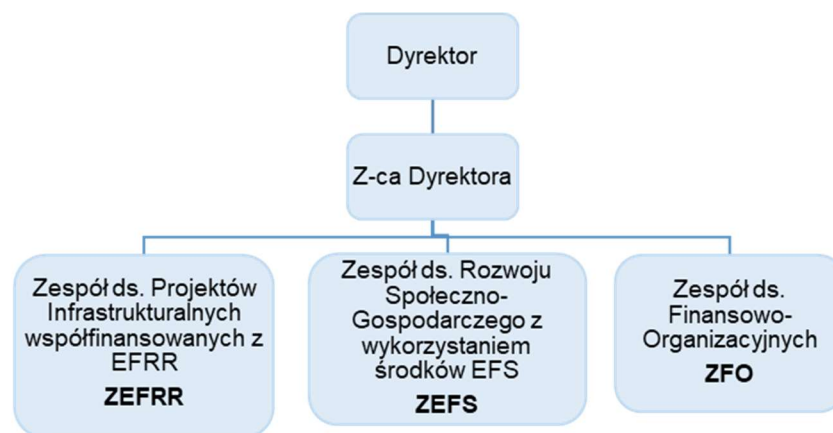 Dyrektor
Z-ca Dyrektora
Zespół ds. Projektów
Infrastrukturalnych
współfinansowanych z
EFRR
ZEFRR
Zespół ds. Rozwoju
Społeczno-
Gospodarczego z
wykorzystaniem
środków EFS
ZEFS
Zespół ds.
Finansowo-
Organizacyjnych
ZFO